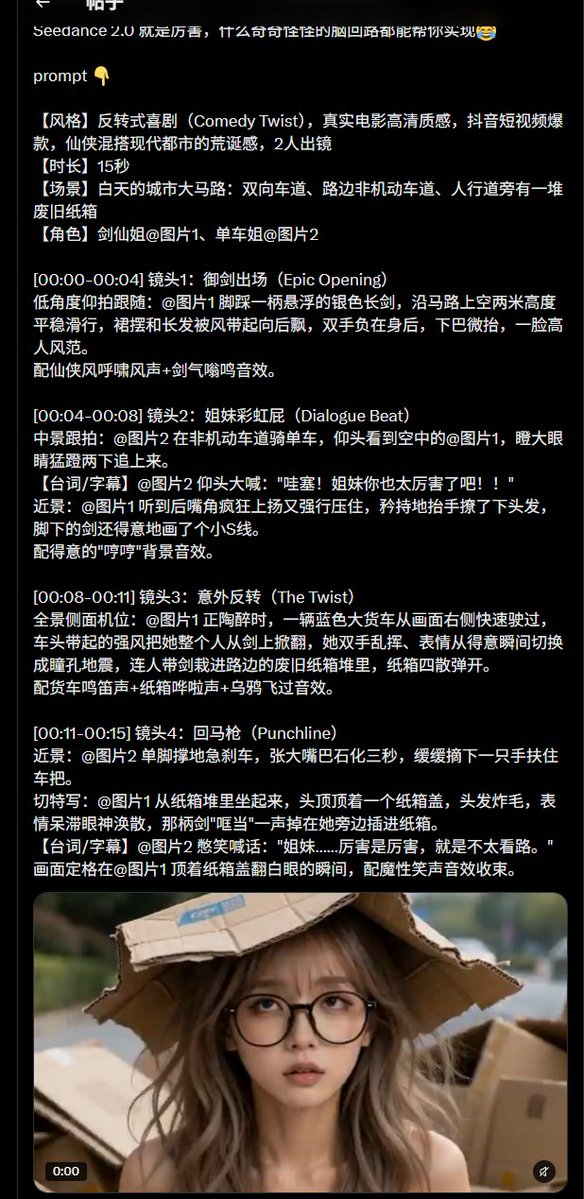 帖子
Seedance 2.0 就是厉害，什么奇奇怪怪的脑回路都能帮你实现😂
prompt 👇
【风格】反转式喜剧（Comedy Twist），真实电影高清质感，抖音短视频爆
款，仙侠混搭现代都市的荒诞感，2人出镜
【时长】15秒
【场景】白天的城市大马路：双向车道、路边非机动车道、人行道旁有一堆
废旧纸箱
【角色】剑仙姐@图片1、单车姐@图片2
[00:00-00:04] 镜头1：御剑出场（Epic Opening）
低角度仰拍跟随：@图片1 脚踩一柄悬浮的银色长剑，沿马路上空两米高度
平稳滑行，裙摆和长发被风带起向后飘，双手负在身后，下巴微抬，一脸高
人风范。
配仙侠风呼啸风声+剑气嗡鸣音效。
[00:04-00:08] 镜头2：姐妹彩虹屁（Dialogue Beat）
中景跟拍：@图片2 在非机动车道骑单车，仰头看到空中的@图片1，瞪大眼
睛猛蹬两下追上来。
【台词/字幕】@图片2 仰头大喊："哇塞！姐妹你也太厉害了吧！！"
近景：@图片1 听到后嘴角疯狂上扬又强行压住，矜持地抬手撩了下头发，
脚下的剑还得意地画了个小S线。
配得意的"哼哼"背景音效。
[00:08-00:11] 镜头3：意外反转（The Twist）
全景侧面机位：@图片1 正陶醉时，一辆蓝色大货车从画面右侧快速驶过，
车头带起的强风把她整个人从剑上掀翻，她双手乱挥、表情从得意瞬间切换
成瞳孔地震，连人带剑栽进路边的废旧纸箱堆里，纸箱四散弹开。
配货车鸣笛声+纸箱哗啦声+乌鸦飞过音效。
[00:11-00:15] 镜头4：回马枪（Punchline）
近景：@图片2 单脚撑地急刹车，张大嘴巴石化三秒，缓缓摘下一只手扶住
车把。
切特写：@图片1 从纸箱堆里坐起来，头顶顶着一个纸箱盖，头发炸毛，表
情呆滞眼神涣散，那柄剑"哐当"一声掉在她旁边插进纸箱。
【台词/字幕】@图片2 憋笑喊话："姐妹……厉害是厉害，就是不太看路。"
画面定格在@图片1 顶着纸箱盖翻白眼的瞬间，配魔性笑声音效收束。
0:00